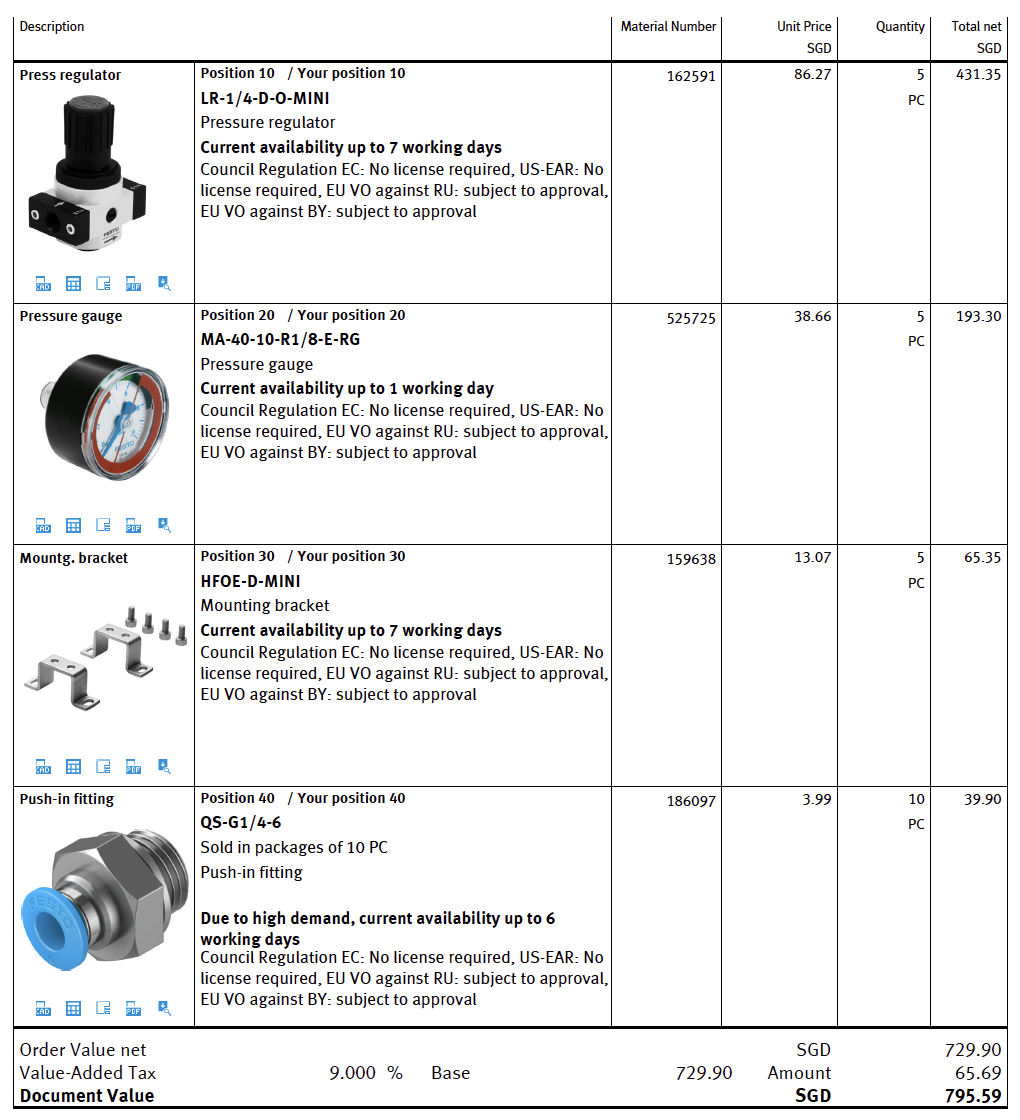 Description Material Number Unit Price Quantity Total net
SGD SGD
Press regulator Position 10 / Your position 10 162591 86.27 5 431.35
LR-1/4-D-O-MINI PC
Pressure regulator
Current availability up to 7 working days
Council Regulation EC: No license required, US-EAR: No
license required, EU VO against RU: subject to approval,
EU VO against BY: subject to approval
FESTO
CAD PDF
Pressure gauge Position 20 / Your position 20 525725 38.66 5 193.30
MA-40-10-R1/8-E-RG PC
Pressure gauge
Current availability up to 1 working day
Council Regulation EC: No license required, US-EAR: No
license required, EU VO against RU: subject to approval,
EU VO against BY: subject to approval
FESTO
CAD PDF
Mountg. bracket Position 30 / Your position 30 159638 13.07 5 65.35
HFOE-D-MINI PC
Mounting bracket
Current availability up to 7 working days
Council Regulation EC: No license required, US-EAR: No
license required, EU VO against RU: subject to approval,
EU VO against BY: subject to approval
CAD PDF
Push-in fitting Position 40 / Your position 40 186097 3.99 10 39.90
QS-G1/4-6 PC
Sold in packages of 10 PC
Push-in fitting
FESTO
Due to high demand, current availability up to 6
working days
Council Regulation EC: No license required, US-EAR: No
license required, EU VO against RU: subject to approval,
EU VO against BY: subject to approval
CAD PDF
Order Value net SGD 729.90
Value-Added Tax 9.000 % Base 729.90 Amount 65.69
Document Value SGD 795.59